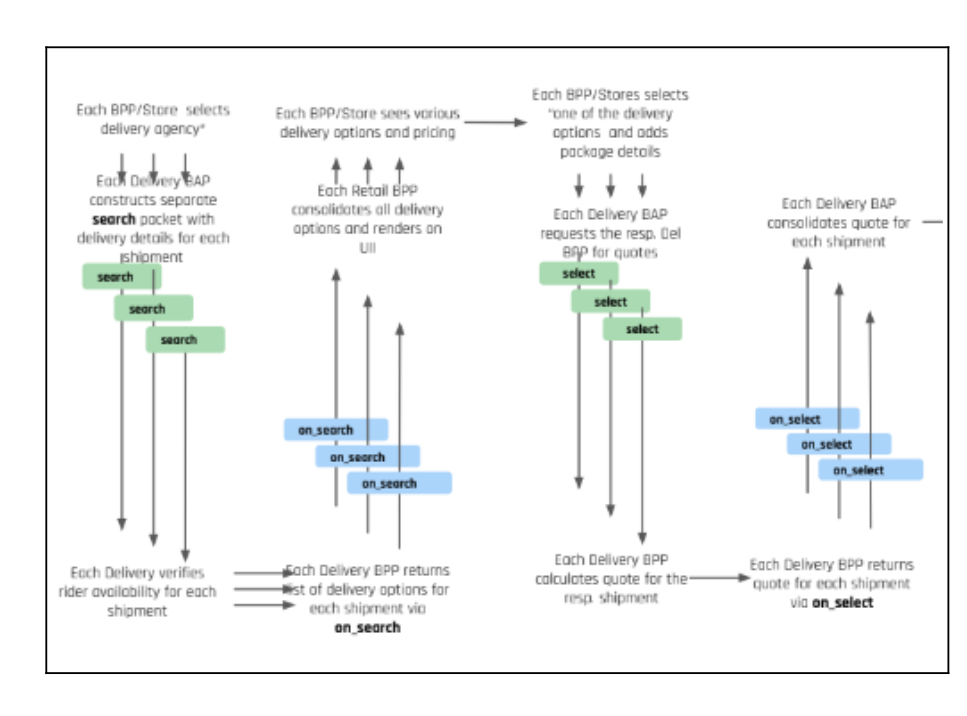 Each BPP/Store selects
delivery agency"
Each Delivery BAP
constructs separate
search packet with
delivery details for each
shipment
search
search
search
Each Delivery verifies
rider availability for each
shipment
Each BPP/Store sees various
delivery options and pricing
Each Retail BPP
consolidates all delivery
options and renders on
UII
on_search
on_search
on_search
Each Delivery BPP returns
list of delivery options for
each shipment via
on_search
Each BPP/Stores selects
"one of the delivery
options and adds
package details
Each Delivery BAP
requests the resp. Del
BPP for quotes
select
select
select
Each Delivery BPP
calculates quote for the
resp. shipment
Each Delivery BAP
consolidates quote for
each shipment
on_select
on_select
on_select
Each Delivery BPP returns
quote for each shipment
via on_select